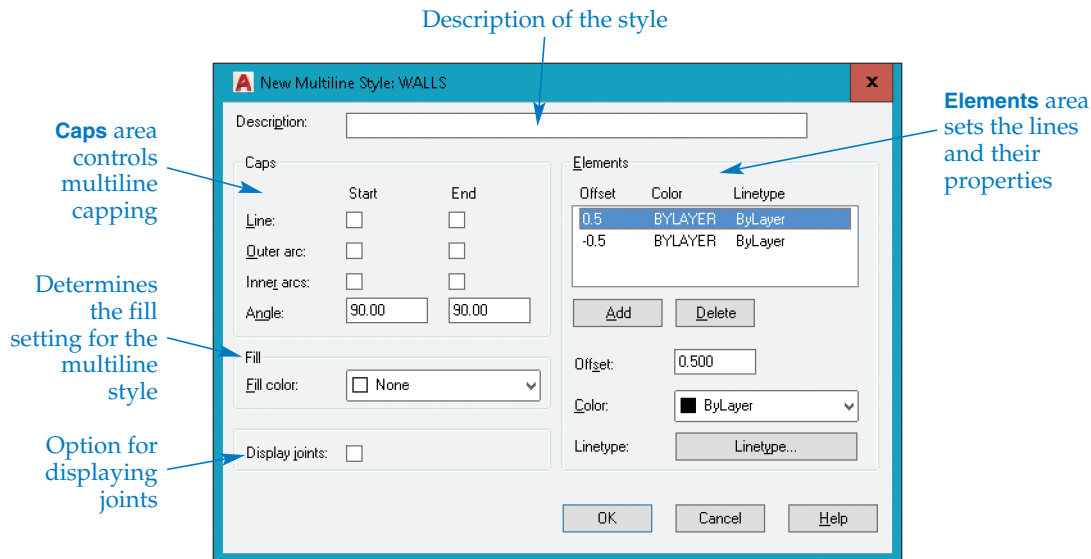 Description of the style
New Multiline Style: WALLS
x
Description:
Caps area
controls
multiline
capping
Caps
Start End
Line:
Outer arc:
Inner arcs:
Angle: 90.00 90.00
Determines
the fill
setting for the
multiline
style
Fill
Fill color: None
Option for
displaying
joints
Display joints:
Elements area
sets the lines
and their
properties
Elements
Offset Color Linetype
0.5 BYLAYER ByLayer
-0.5 BYLAYER ByLayer
Add Delete
Offset: 0.500
Color: ByLayer
Linetype: Linetype...
OK Cancel Help